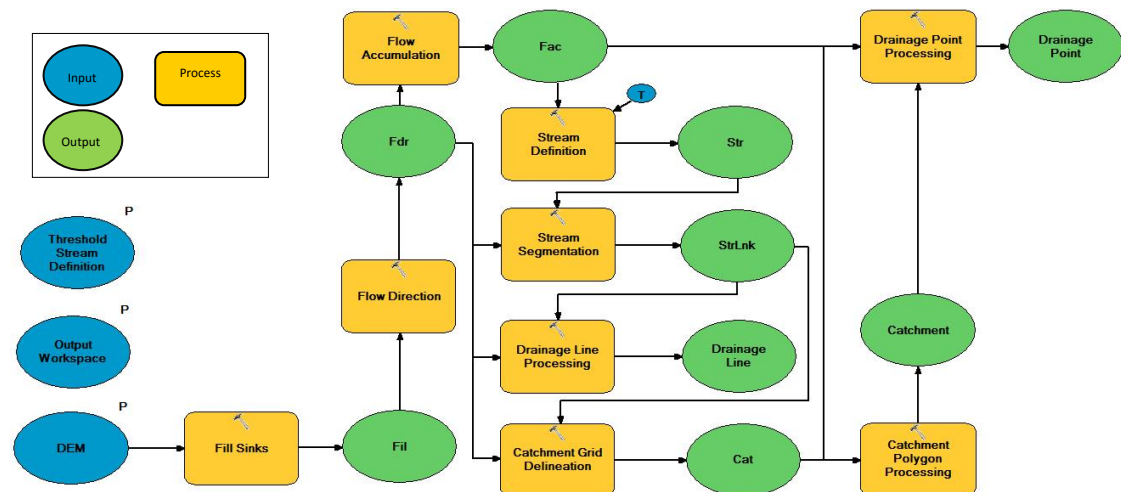 Input
Process
Output
P
Threshold
Stream
Definition
P
Output
Workspace
P
DEM
Fill Sinks
Fil
Flow Direction
Fdr
Flow
Accumulation
Fac
T
Stream
Definition
Str
Stream
Segmentation
StrLnk
Drainage Line
Processing
Drainage
Line
Catchment Grid
Delineation
Cat
Catchment
Polygon
Processing
Catchment
Drainage Point
Processing
Drainage
Point